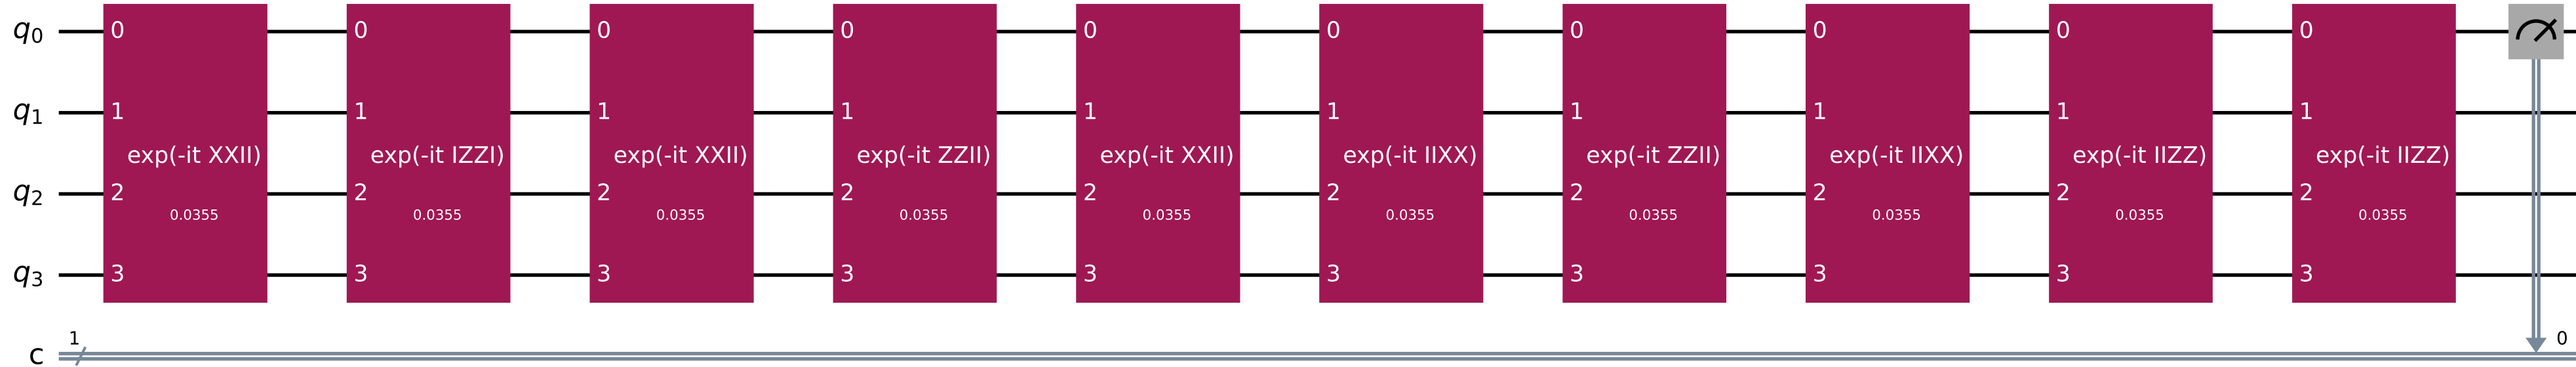 q0 0 0 0 0 0 0 0 0 0 0
q1 1 1 1 1 1 1 1 1 1 1
exp(-it XXII) exp(-it IZZI) exp(-it XXII) exp(-it ZZII) exp(-it XXII) exp(-it IIXX) exp(-it ZZII) exp(-it IIXX) exp(-it IIZZ) exp(-it IIZZ)
q2 2 2 2 2 2 2 2 2 2 2
0.0355 0.0355 0.0355 0.0355 0.0355 0.0355 0.0355 0.0355 0.0355 0.0355
q3 3 3 3 3 3 3 3 3 3 3
1 0
c